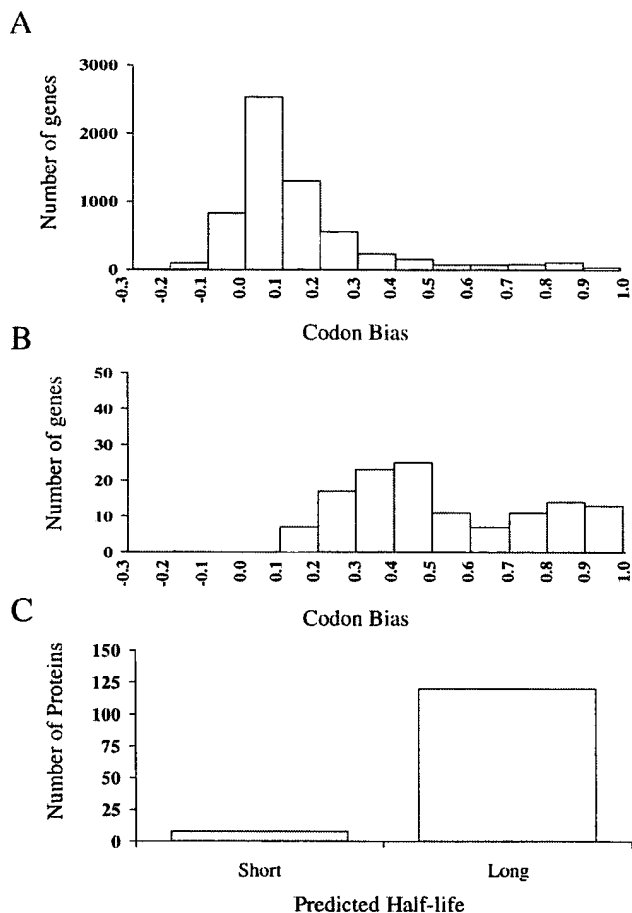 A
Number of genes
3000
2000
1000
0
-0.3 -0.2 -0.1 0.0 0.1 0.2 0.3 0.4 0.5 0.6 0.7 0.8 0.9 1.0
Codon Bias
B
Number of genes
50
40
30
20
10
0
-0.3 -0.2 -0.1 0.0 0.1 0.2 0.3 0.4 0.5 0.6 0.7 0.8 0.9 1.0
Codon Bias
C
Number of Proteins
150
125
100
75
50
25
0
Short Long
Predicted Half-life